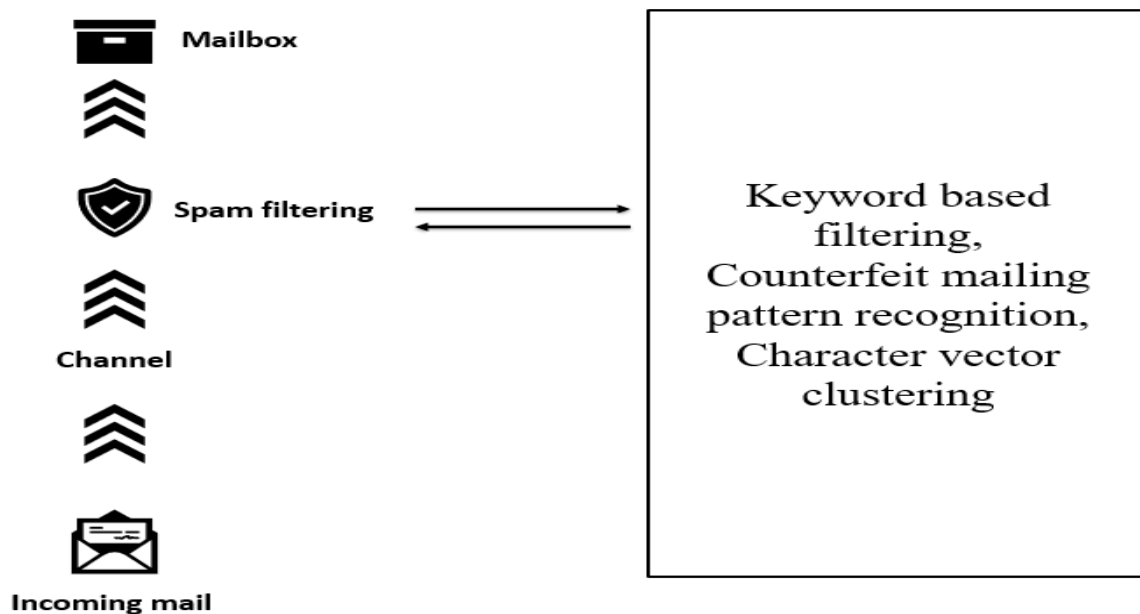 Mailbox
Spam filtering
Channel
Incoming mail
Keyword based
filtering,
Counterfeit mailing
pattern recognition,
Character vector
clustering